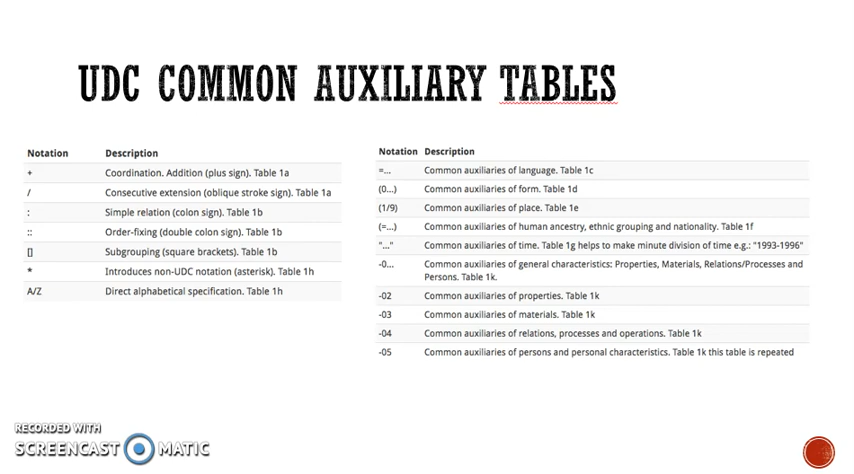 UDC COMMON AUXILIARY TABLES
Notation Description
+ Coordination. Addition (plus sign). Table 1a
/ Consecutive extension (oblique stroke sign). Table 1a
: Simple relation (colon sign). Table 1b
:: Order-fixing (double colon sign). Table 1b
[] Subgrouping (square brackets). Table 1b
* Introduces non-UDC notation (asterisk). Table 1h
A/Z Direct alphabetical specification. Table 1h
Notation Description
=... Common auxiliaries of language. Table 1c
(0...) Common auxiliaries of form. Table 1d
(1/9) Common auxiliaries of place. Table 1e
(=...) Common auxiliaries of human ancestry, ethnic grouping and nationality. Table 1f
"..." Common auxiliaries of time. Table 1g helps to make minute division of time e.g.: "1993-1996"
-0... Common auxiliaries of general characteristics: Properties, Materials, Relations/Processes and
Persons. Table 1k.
-02 Common auxiliaries of properties. Table 1k
-03 Common auxiliaries of materials. Table 1k
-04 Common auxiliaries of relations, processes and operations. Table 1k
-05 Common auxiliaries of persons and personal characteristics. Table 1k this table is repeated
RECORDED WITH
SCREENCAST MATIC